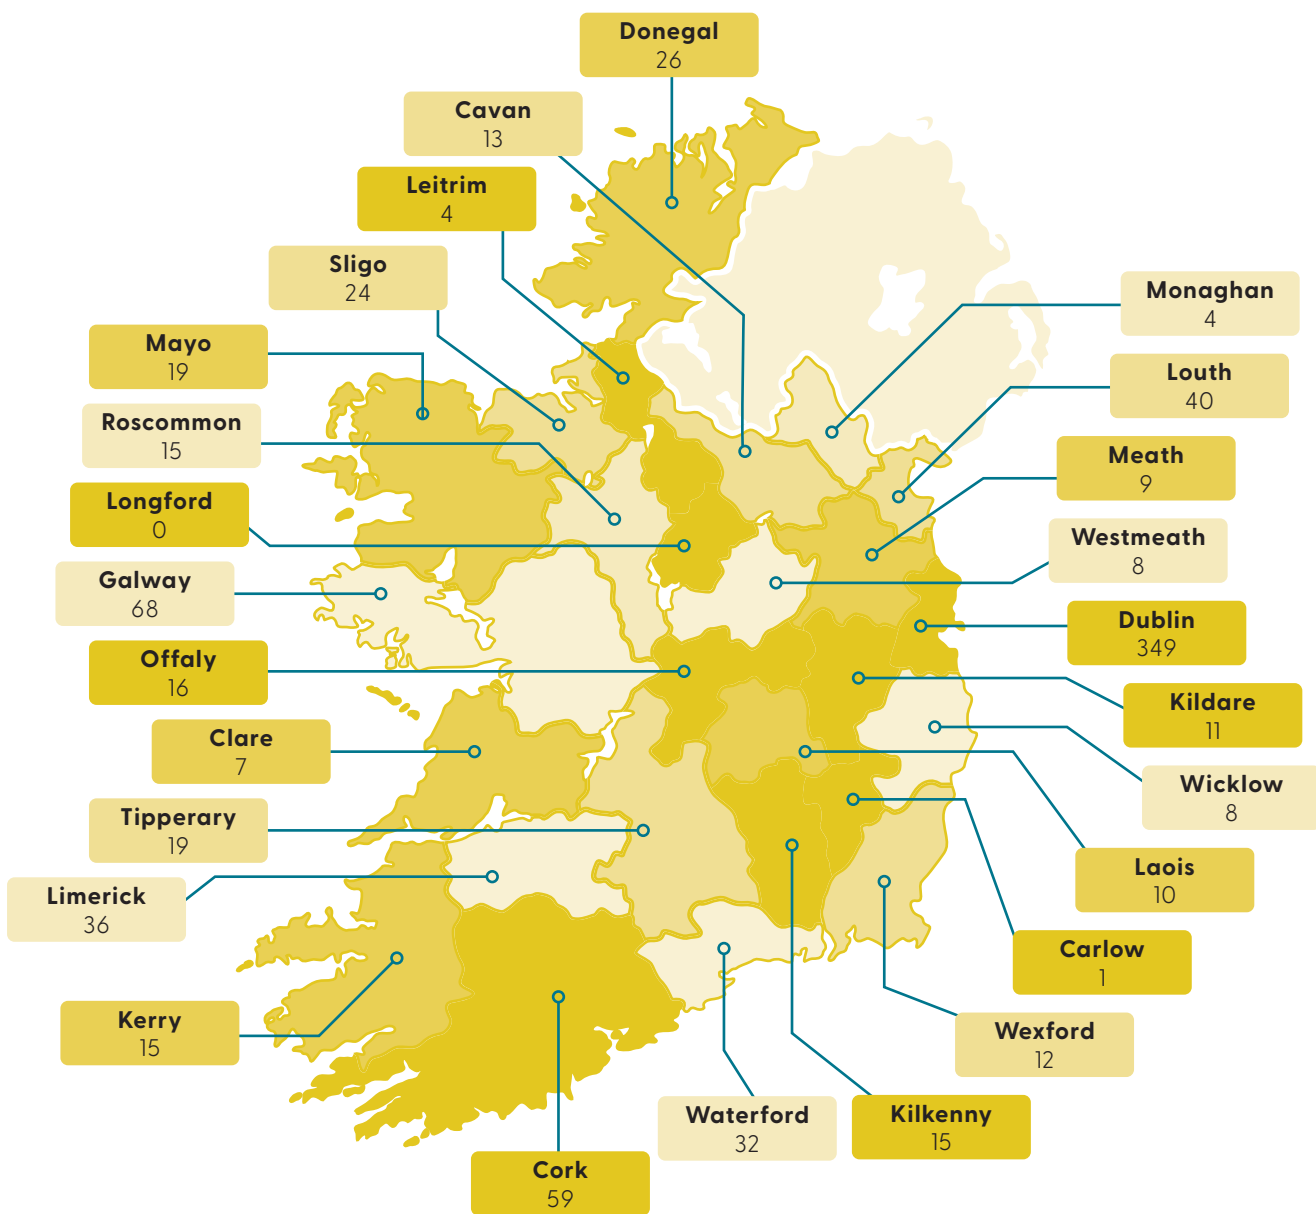 Donegal
26
Cavan
13
Leitrim
4
Sligo
24
Mayo
19
Roscommon
15
Longford
0
Galway
68
Offaly
16
Clare
7
Tipperary
19
Limerick
36
Kerry
15
Cork
59
Monaghan
4
Louth
40
Meath
9
Westmeath
8
Dublin
349
Kildare
11
Wicklow
8
Laois
10
Carlow
1
Wexford
12
Kilkenny
15
Waterford
32